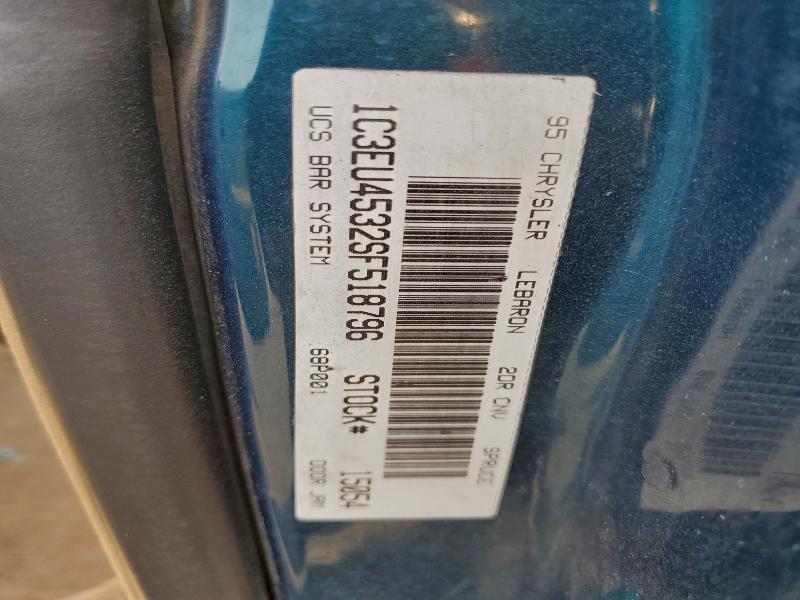 95 CHRYSLER LEBARON 2DR CNV SPRUCE
1C3EU4532SF518796 STOCK# 15054
UCS BAR SYSTEM 68P001 DOOR JAM